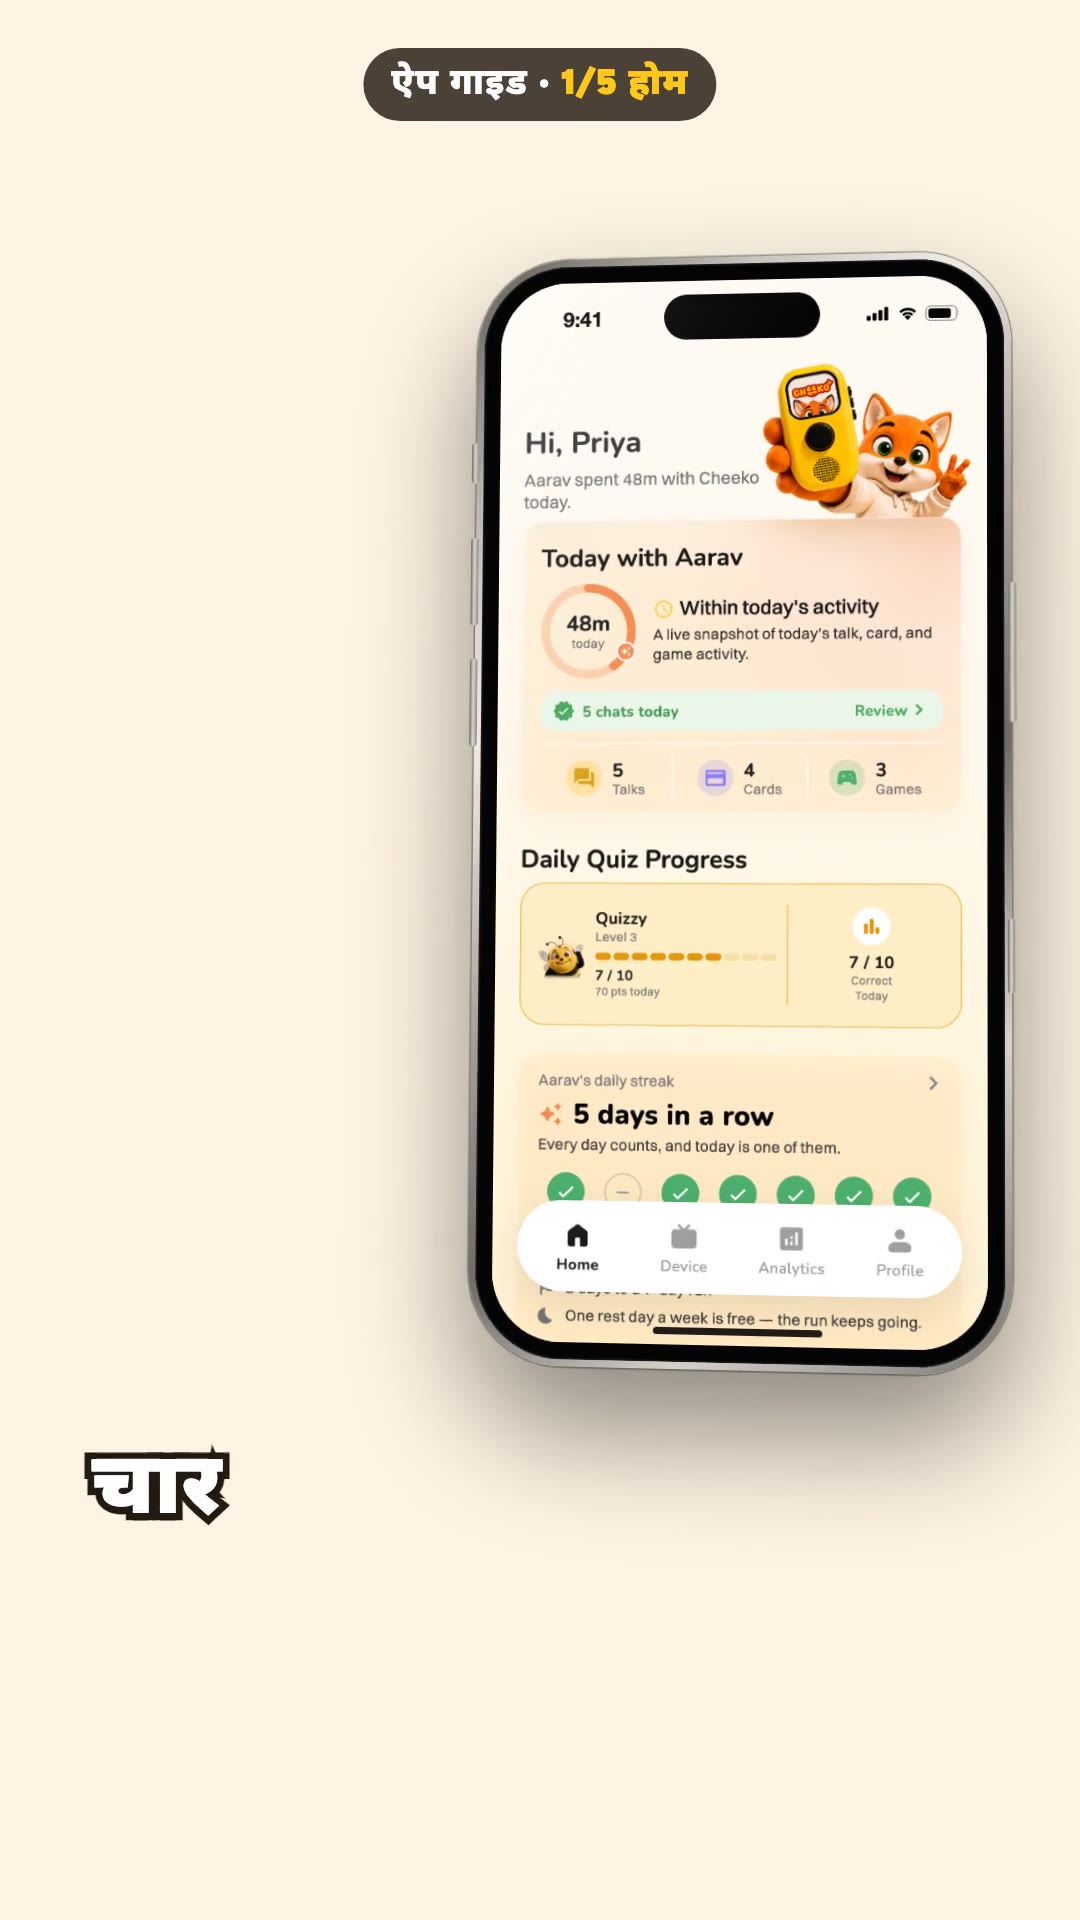 ऐप गाइड • 1/5 होम
9:41
CHEEKO
Hi, Priya
Aarav spent 48m with Cheeko
today.
Today with Aarav
48m
today
Within today's activity
A live snapshot of today's talk, card, and
game activity.
5 chats today
Review
5
Talks
4
Cards
3
Games
Daily Quiz Progress
Quizzy
Level 3
7 / 10
70 pts today
7 / 10
Correct
Today
Aarav's daily streak
5 days in a row
Every day counts, and today is one of them.
Home
Device
Analytics
Profile
One rest day a week is free — the run keeps going.
चार